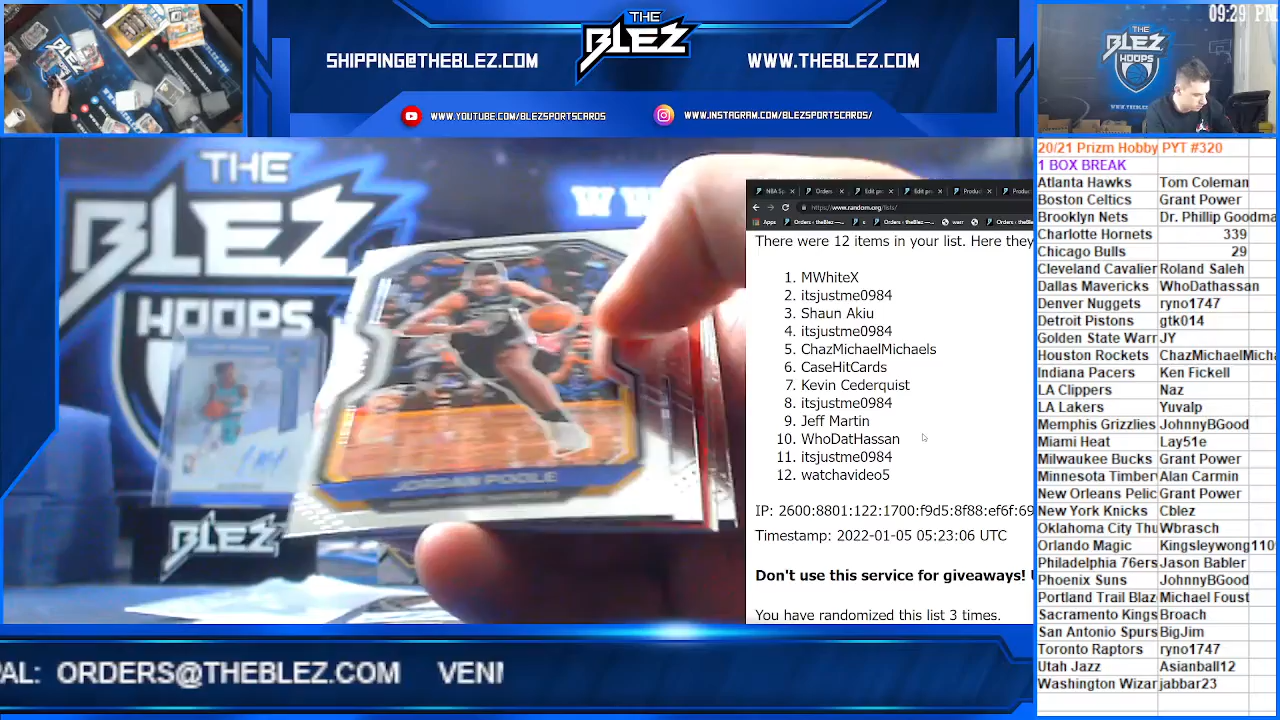 THE
BLEZ
SHIPPING@THEBLEZ.COM
WWW.THEBLEZ.COM
WWW.YOUTUBE.COM/BLEZSPORTSCARDS
WWW.INSTAGRAM.COM/BLEZSPORTSCARDS/
09:29 PM
THE
BLEZ
HOOPS
THE
BLEZ
HOOPS
BLEZ
JORDAN POOLE
https://www.random.org/lists/
There were 12 items in your list. Here they
1. MWhiteX
2. itsjustme0984
3. Shaun Akiu
4. itsjustme0984
5. ChazMichaelMichaels
6. CaseHitCards
7. Kevin Cederquist
8. itsjustme0984
9. Jeff Martin
10. WhoDatHassan
11. itsjustme0984
12. watchavideo5
IP: 2600:8801:122:1700:f9d5:8f88:ef6f:69
Timestamp: 2022-01-05 05:23:06 UTC
Don't use this service for giveaways!
You have randomized this list 3 times.
20/21 Prizm Hobby PYT #320
1 BOX BREAK
Atlanta Hawks Tom Coleman
Boston Celtics Grant Power
Brooklyn Nets Dr. Phillip Goodma
Charlotte Hornets 339
Chicago Bulls 29
Cleveland Cavalier Roland Saleh
Dallas Mavericks WhoDathassan
Denver Nuggets ryno1747
Detroit Pistons gtk014
Golden State Warr JY
Houston Rockets ChazMichaelMicha
Indiana Pacers Ken Fickell
LA Clippers Naz
LA Lakers Yuvalp
Memphis Grizzlies JohnnyBGood
Miami Heat Lay51e
Milwaukee Bucks Grant Power
Minnesota Timberv Alan Carmin
New Orleans Pelic Grant Power
New York Knicks Cblez
Oklahoma City Thu Wbrasch
Orlando Magic Kingsleywong110
Philadelphia 76ers Jason Babler
Phoenix Suns JohnnyBGood
Portland Trail Blaz Michael Foust
Sacramento Kings Broach
San Antonio Spurs BigJim
Toronto Raptors ryno1747
Utah Jazz Asianball12
Washington Wizar jabbar23
AL: ORDERS@THEBLEZ.COM VENI